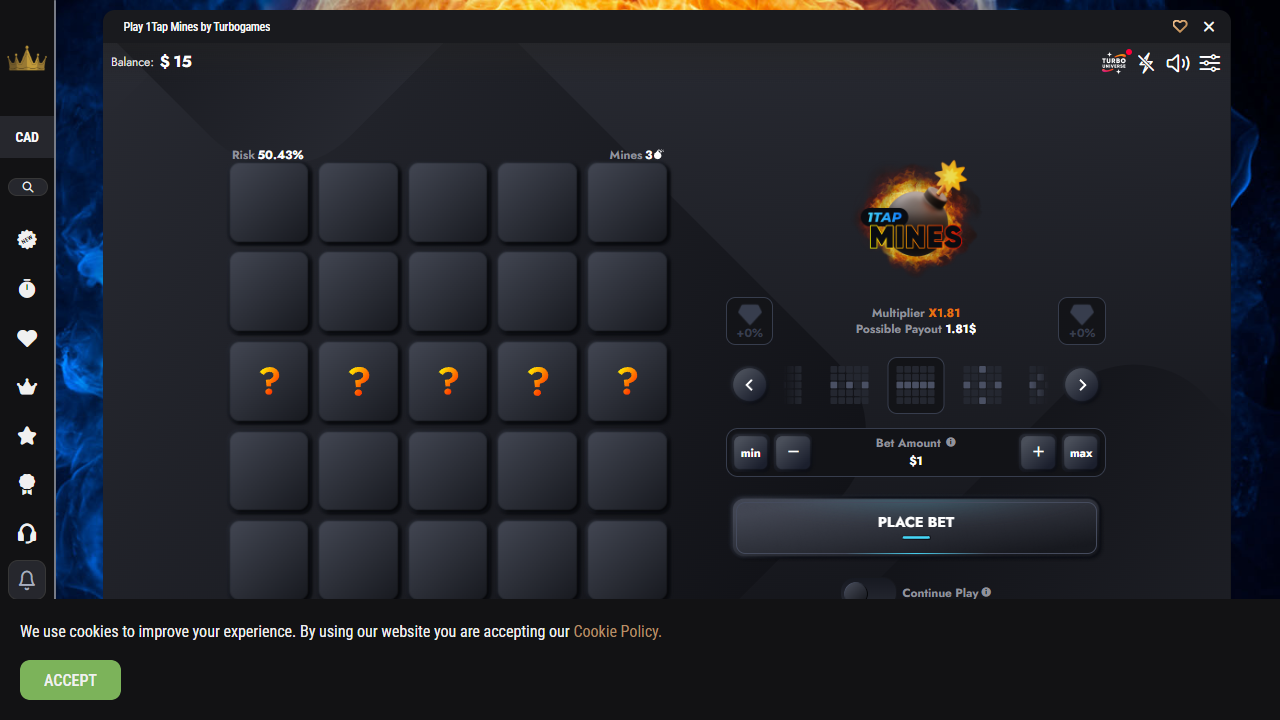 Play 1Tap Mines by Turbogames
Balance: $ 15
TURBO
UNIVERSE
CAD
NEW
Risk 50.43%
Mines 3
1TAP
MINES
+0%
Multiplier X1.81
Possible Payout 1.81$
+0%
? ? ? ? ?
min
−
Bet Amount
$1
+
max
PLACE BET
Continue Play
We use cookies to improve your experience. By using our website you are accepting our Cookie Policy.
ACCEPT